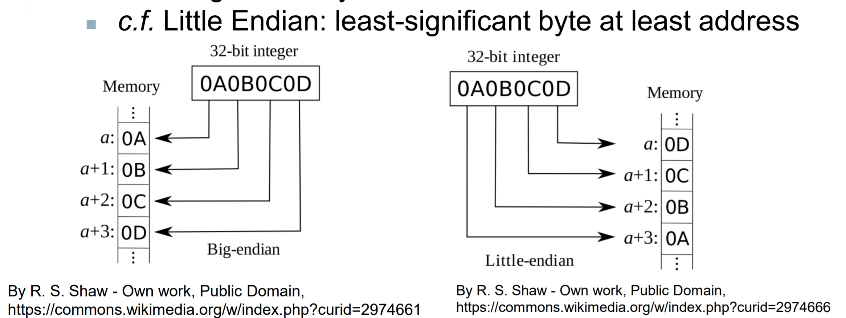 c.f. Little Endian: least-significant byte at least address
32-bit integer
0A0B0C0D
Memory
⋮
a: 0A
a+1: 0B
a+2: 0C
a+3: 0D
⋮
Big-endian
32-bit integer
0A0B0C0D
Memory
⋮
a: 0D
a+1: 0C
a+2: 0B
a+3: 0A
⋮
Little-endian
By R. S. Shaw - Own work, Public Domain,
https://commons.wikimedia.org/w/index.php?curid=2974661
By R. S. Shaw - Own work, Public Domain,
https://commons.wikimedia.org/w/index.php?curid=2974666